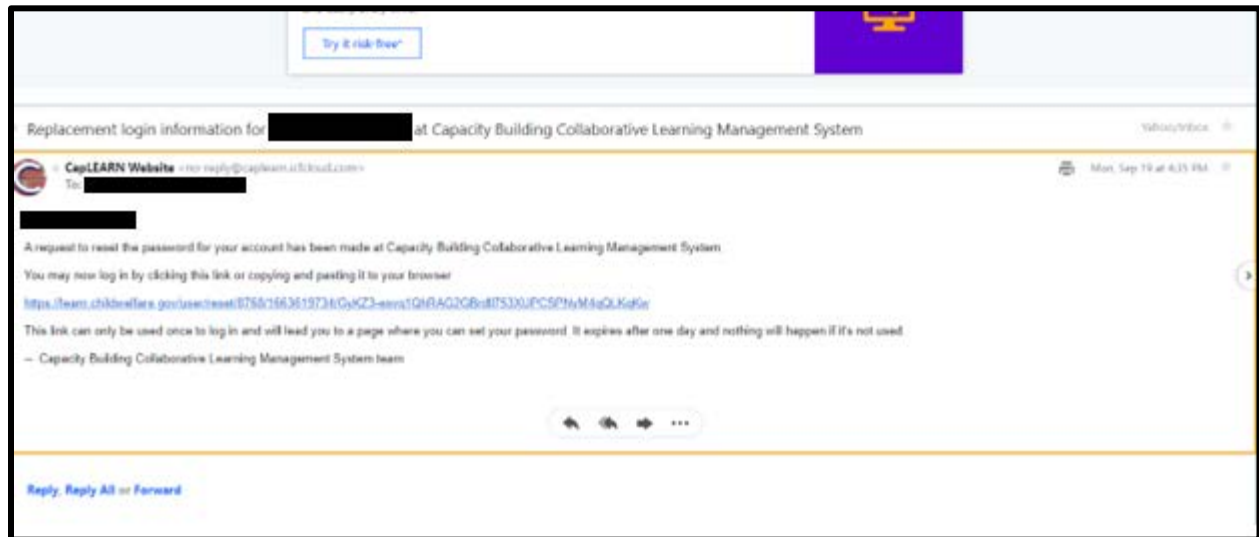 Try it risk-free*
Replacement login information for at Capacity Building Collaborative Learning Management System
Yahoo/Inbox
CapLEARN Website <no-reply@caplearn.icfcloud.com>
Mon, Sep 19 at 4:35 PM
To:
A request to reset the password for your account has been made at Capacity Building Collaborative Learning Management System
You may now log in by clicking this link or copying and pasting it to your browser
This link can only be used once to log in and will lead you to a page where you can set your password. It expires after one day and nothing will happen if it's not used.
-- Capacity Building Collaborative Learning Management System team
Reply, Reply All or Forward